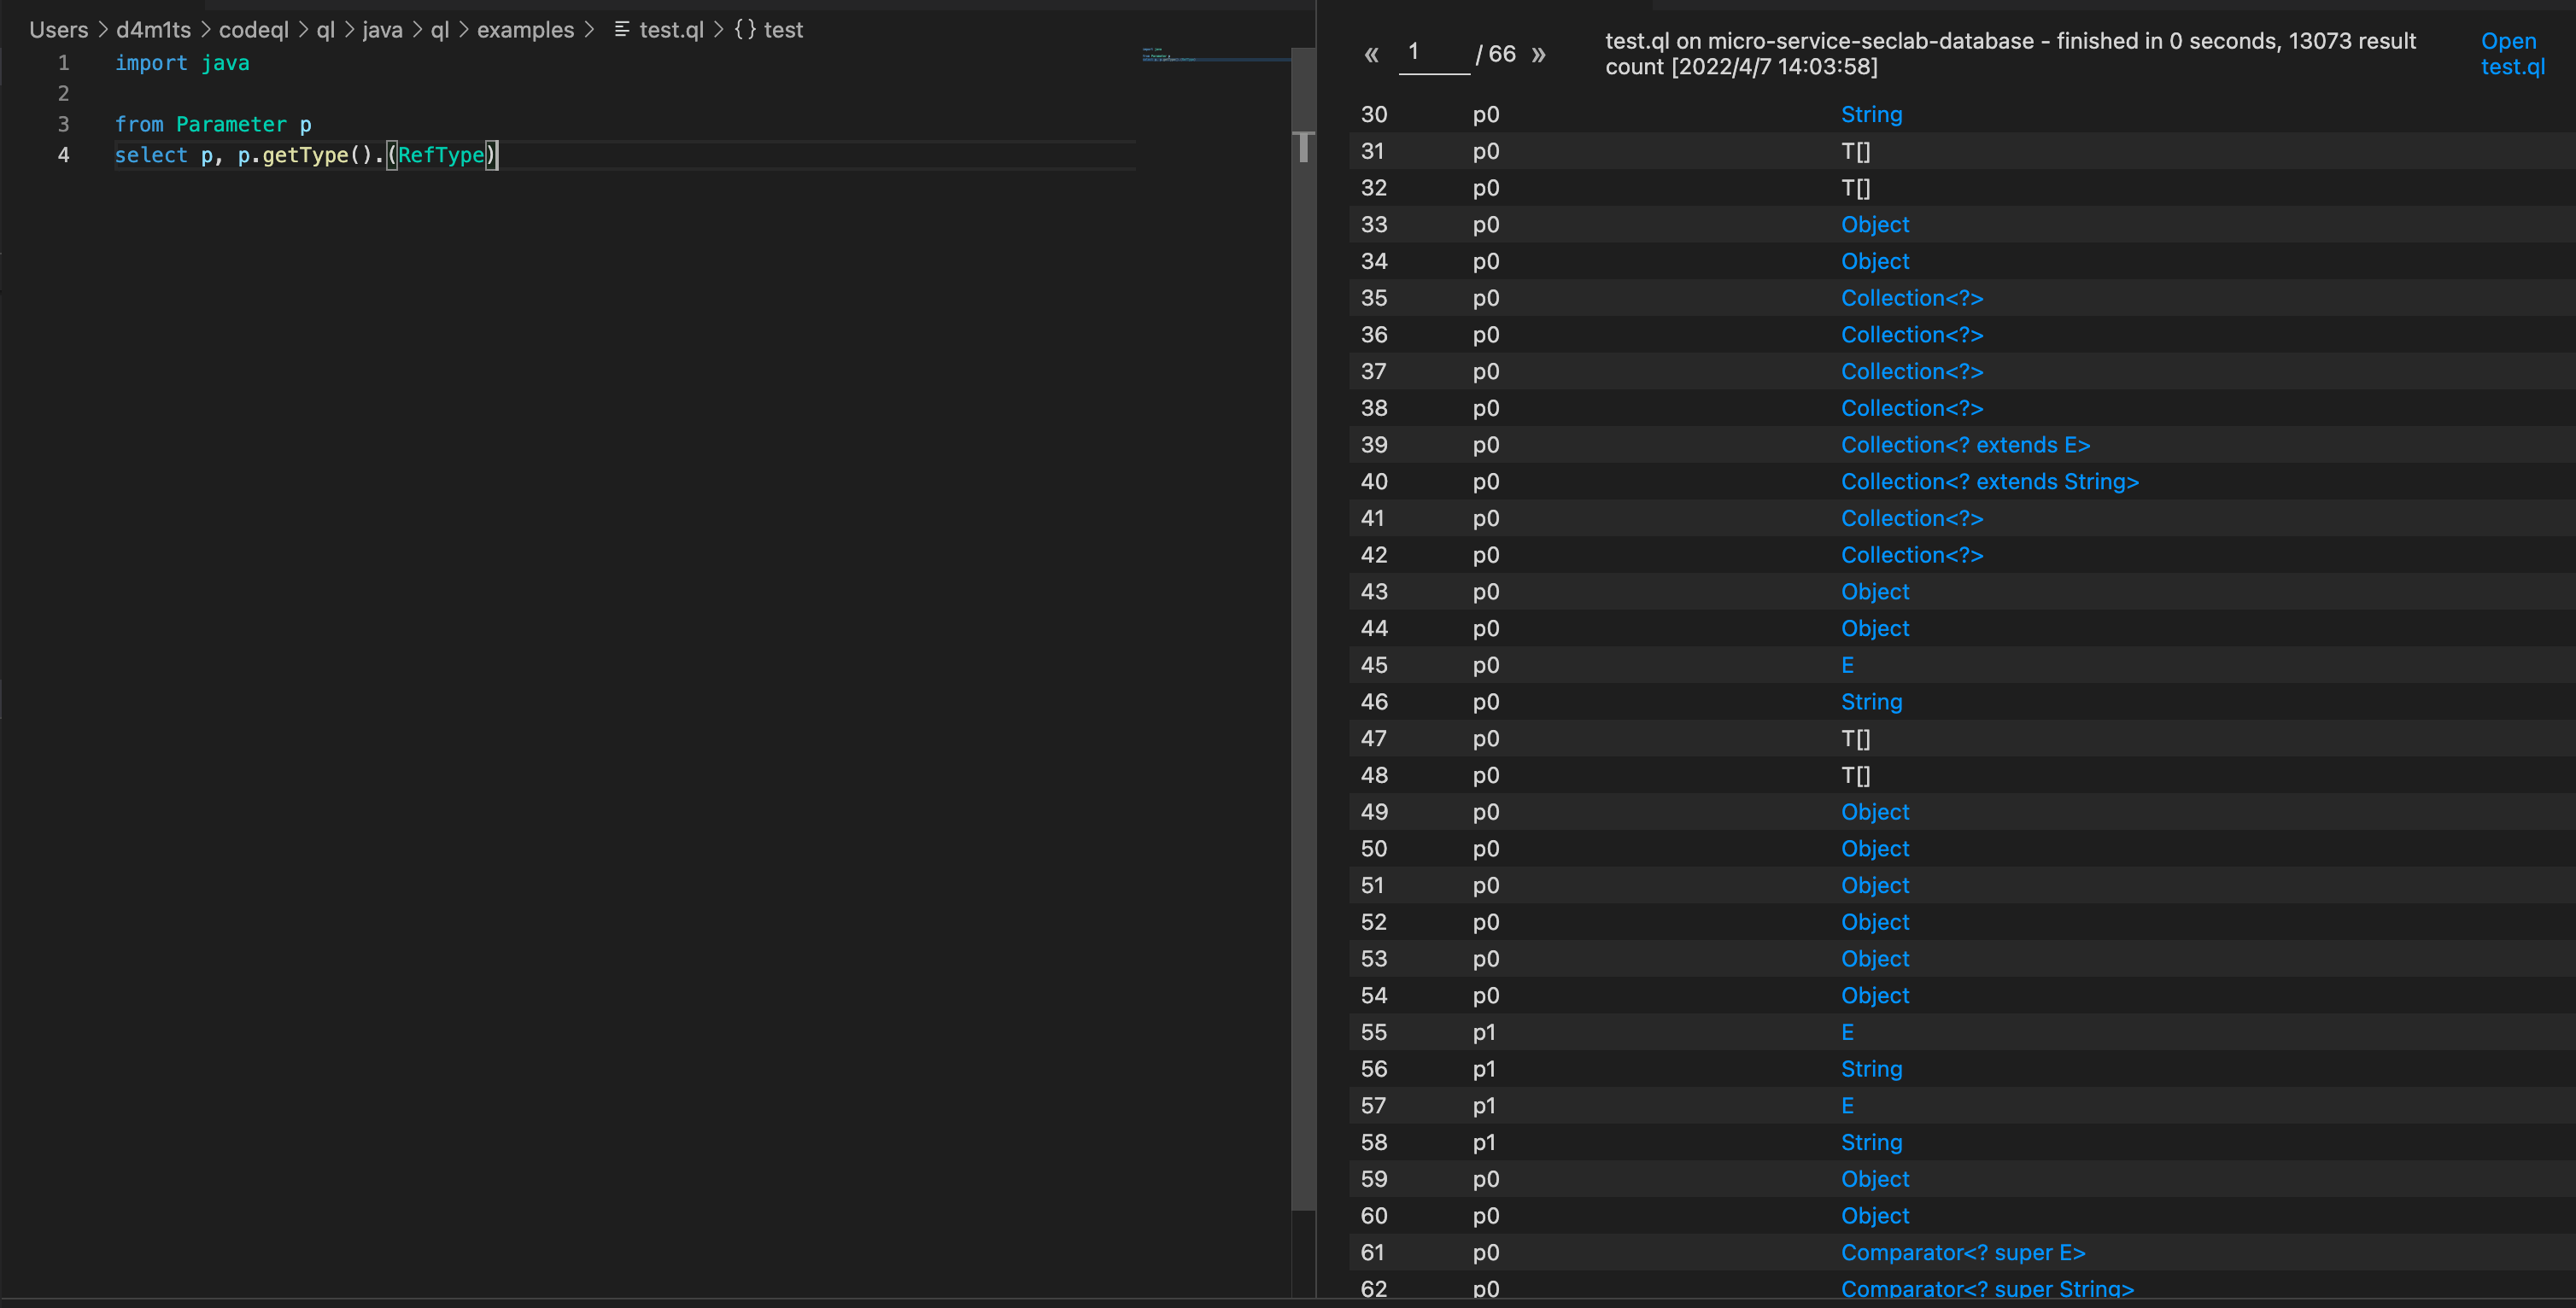 Users > d4m1ts > codeql > ql > java > ql > examples > test.ql > {} test
1 import java
2
3 from Parameter p
4 select p, p.getType().(RefType)
« 1 / 66 »
test.ql on micro-service-seclab-database - finished in 0 seconds, 13073 result count [2022/4/7 14:03:58]
Open test.ql
30 p0 String
31 p0 T[]
32 p0 T[]
33 p0 Object
34 p0 Object
35 p0 Collection<?>
36 p0 Collection<?>
37 p0 Collection<?>
38 p0 Collection<?>
39 p0 Collection<? extends E>
40 p0 Collection<? extends String>
41 p0 Collection<?>
42 p0 Collection<?>
43 p0 Object
44 p0 Object
45 p0 E
46 p0 String
47 p0 T[]
48 p0 T[]
49 p0 Object
50 p0 Object
51 p0 Object
52 p0 Object
53 p0 Object
54 p0 Object
55 p1 E
56 p1 String
57 p1 E
58 p1 String
59 p0 Object
60 p0 Object
61 p0 Comparator<? super E>
62 p0 Comparator<? super String>